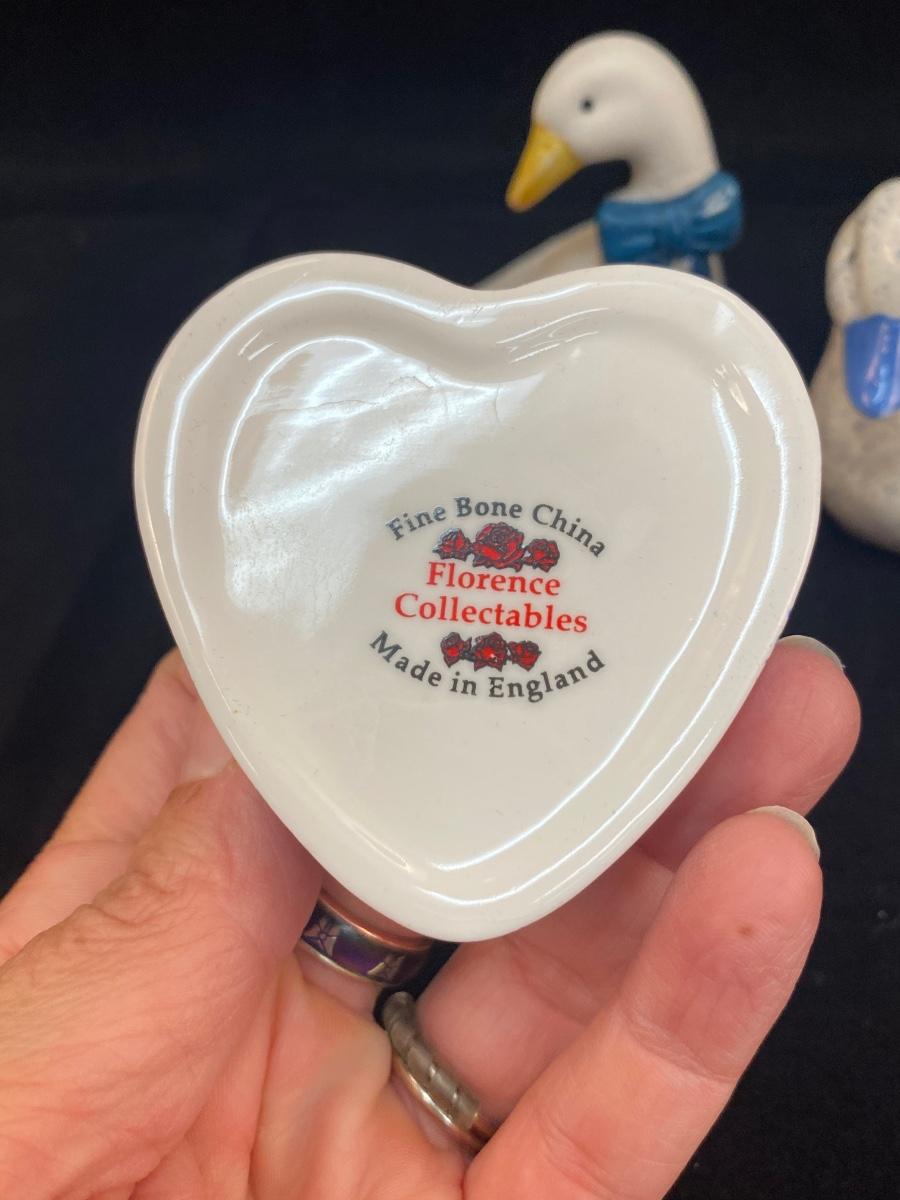 Fine Bone China
Florence
Collectables
Made in England